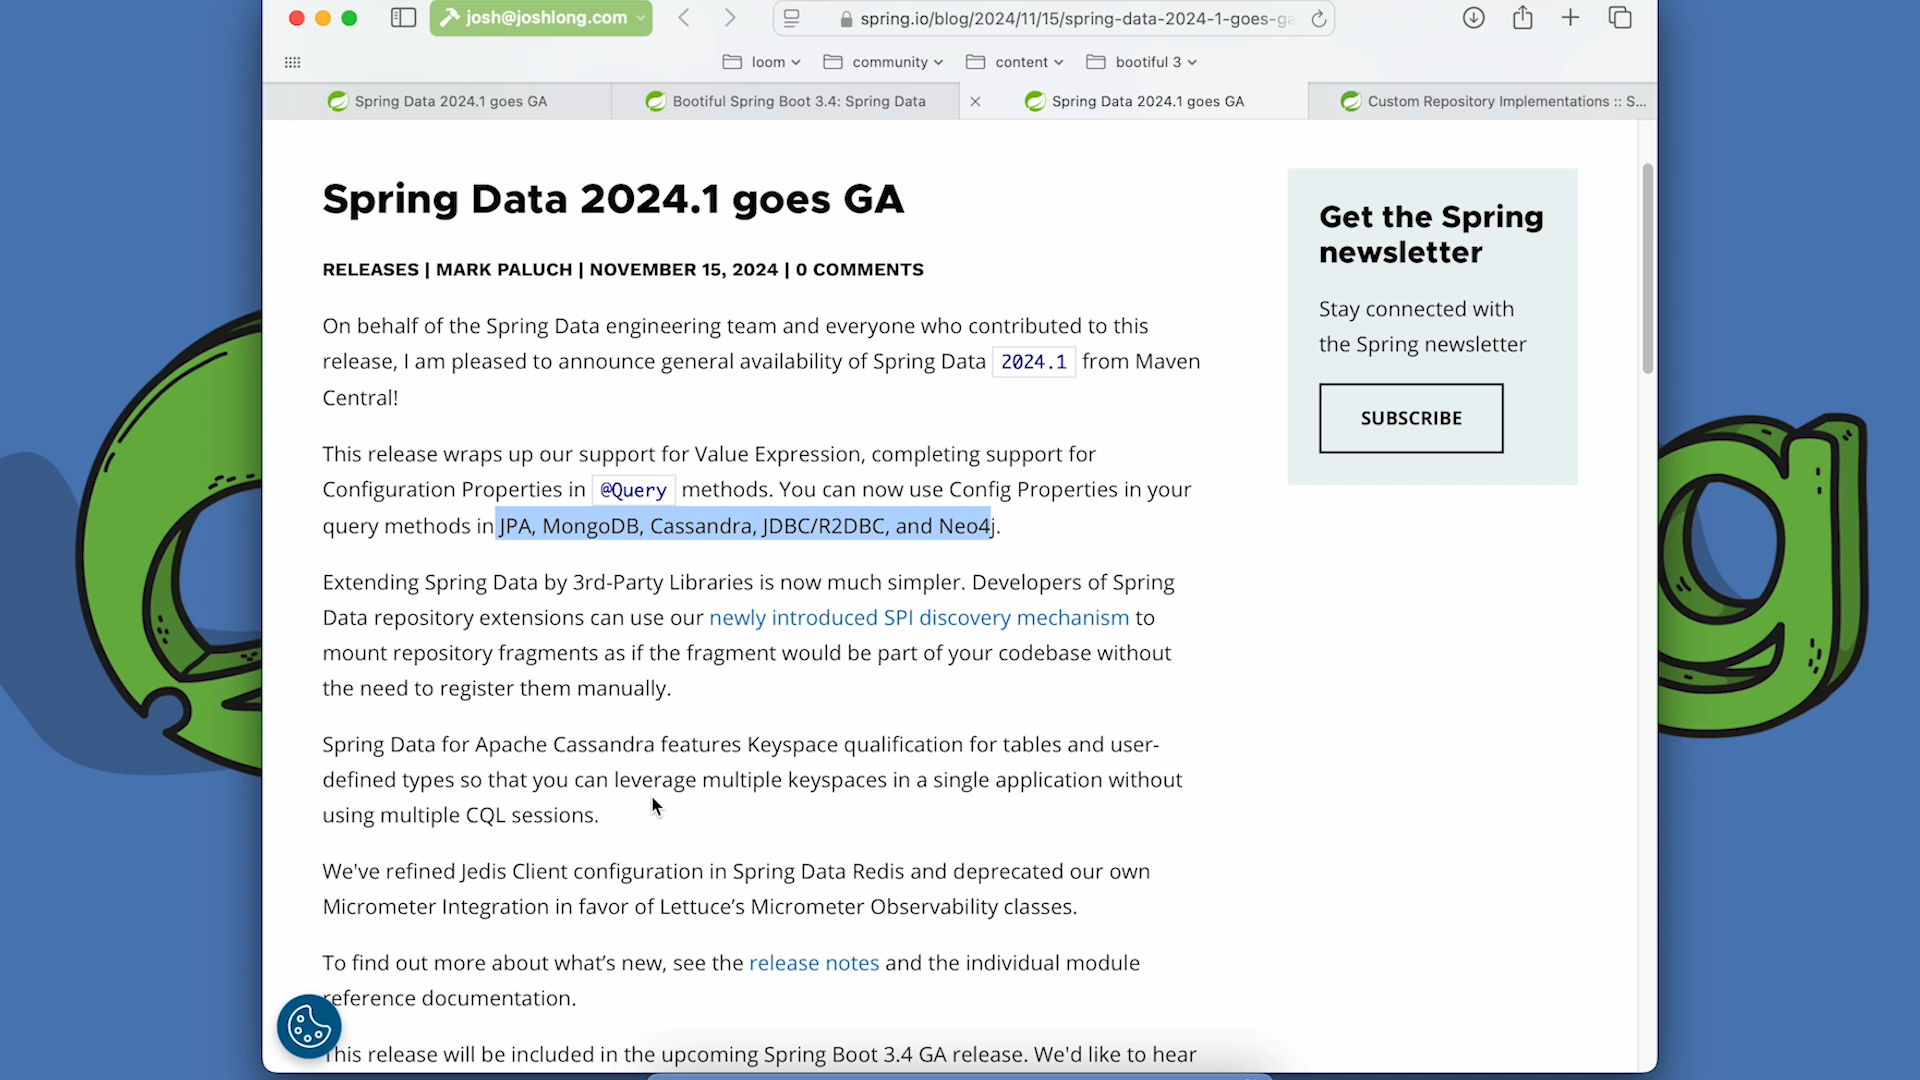 josh@joshlong.com
spring.io/blog/2024/11/15/spring-data-2024-1-goes-ga
loom
community
content
bootiful 3
Spring Data 2024.1 goes GA
Bootiful Spring Boot 3.4: Spring Data
Spring Data 2024.1 goes GA
Custom Repository Implementations :: S...
Spring Data 2024.1 goes GA
RELEASES | MARK PALUCH | NOVEMBER 15, 2024 | 0 COMMENTS
On behalf of the Spring Data engineering team and everyone who contributed to this
release, I am pleased to announce general availability of Spring Data 2024.1 from Maven
Central!
This release wraps up our support for Value Expression, completing support for
Configuration Properties in @Query methods. You can now use Config Properties in your
query methods in JPA, MongoDB, Cassandra, JDBC/R2DBC, and Neo4j.
Extending Spring Data by 3rd-Party Libraries is now much simpler. Developers of Spring
Data repository extensions can use our newly introduced SPI discovery mechanism to
mount repository fragments as if the fragment would be part of your codebase without
the need to register them manually.
Spring Data for Apache Cassandra features Keyspace qualification for tables and user-
defined types so that you can leverage multiple keyspaces in a single application without
using multiple CQL sessions.
We've refined Jedis Client configuration in Spring Data Redis and deprecated our own
Micrometer Integration in favor of Lettuce’s Micrometer Observability classes.
To find out more about what’s new, see the release notes and the individual module
reference documentation.
This release will be included in the upcoming Spring Boot 3.4 GA release. We'd like to hear
Get the Spring
newsletter
Stay connected with
the Spring newsletter
SUBSCRIBE
g